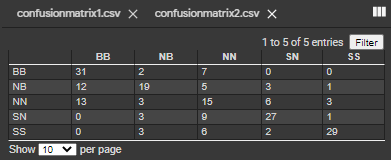 confusionmatrix1.csv × confusionmatrix2.csv ×
1 to 5 of 5 entries Filter
BB NB NN SN SS
BB 31 2 7 0 0
NB 12 19 5 3 1
NN 13 3 15 6 3
SN 0 3 9 27 1
SS 0 3 6 2 29
Show 10 per page